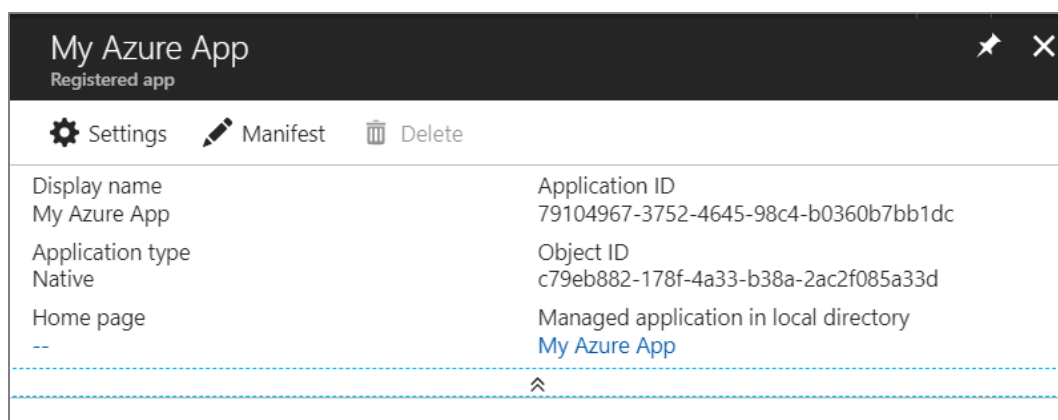 My Azure App
Registered app
Settings Manifest Delete
Display name
My Azure App
Application ID
79104967-3752-4645-98c4-b0360b7bb1dc
Application type
Native
Object ID
c79eb882-178f-4a33-b38a-2ac2f085a33d
Home page
--
Managed application in local directory
My Azure App